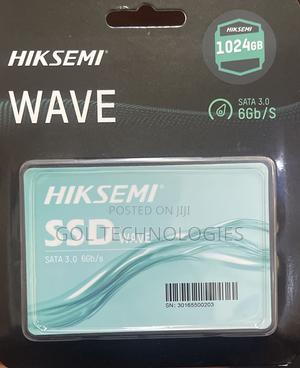 HIKSEMI
1024GB
WAVE
SATA 3.0
6Gb/S
HIKSEMI
POSTED ON JIJI
SSD WAVE
GOL TECHNOLOGIES
SATA 3.0 6Gb/s
SN: 30165500203